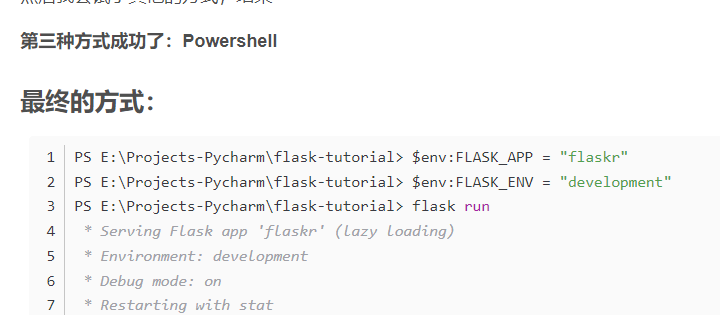 第三种方式成功了：Powershell
最终的方式：
1 PS E:\Projects-Pycharm\flask-tutorial> $env:FLASK_APP = "flaskr"
2 PS E:\Projects-Pycharm\flask-tutorial> $env:FLASK_ENV = "development"
3 PS E:\Projects-Pycharm\flask-tutorial> flask run
4 * Serving Flask app 'flaskr' (lazy loading)
5 * Environment: development
6 * Debug mode: on
7 * Restarting with stat